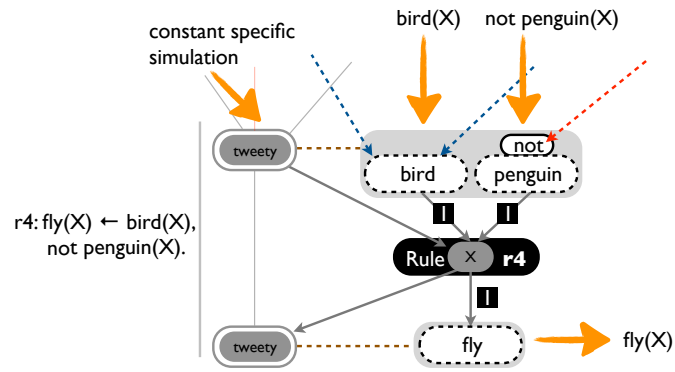 constant specific
simulation
bird(X)
not penguin(X)
tweety
not
bird
penguin
I
I
r4: fly(X) ← bird(X),
not penguin(X).
Rule
X
r4
I
tweety
fly
fly(X)